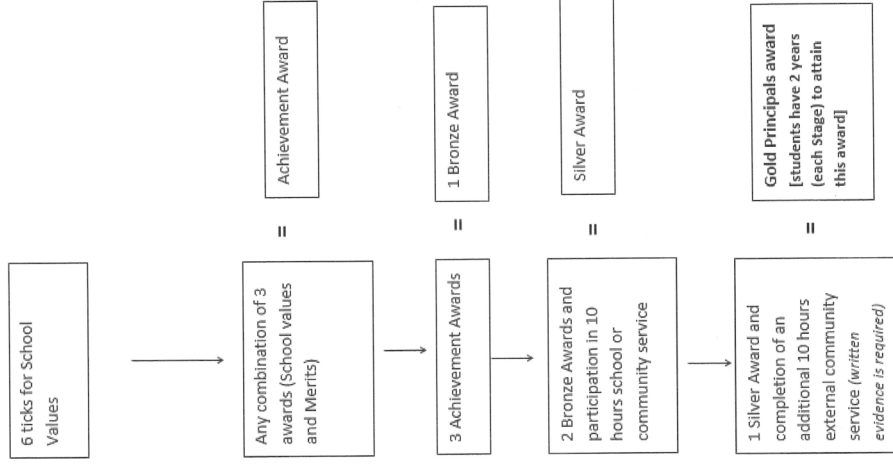 6 ticks for School
Values
Any combination of 3
awards (School values
and Merits)
=
Achievement Award
3 Achievement Awards
=
1 Bronze Award
2 Bronze Awards and
participation in 10
hours school or
community service
=
Silver Award
1 Silver Award and
completion of an
additional 10 hours
external community
service (written
evidence is required)
=
Gold Principals award
[students have 2 years
(each Stage) to attain
this award]